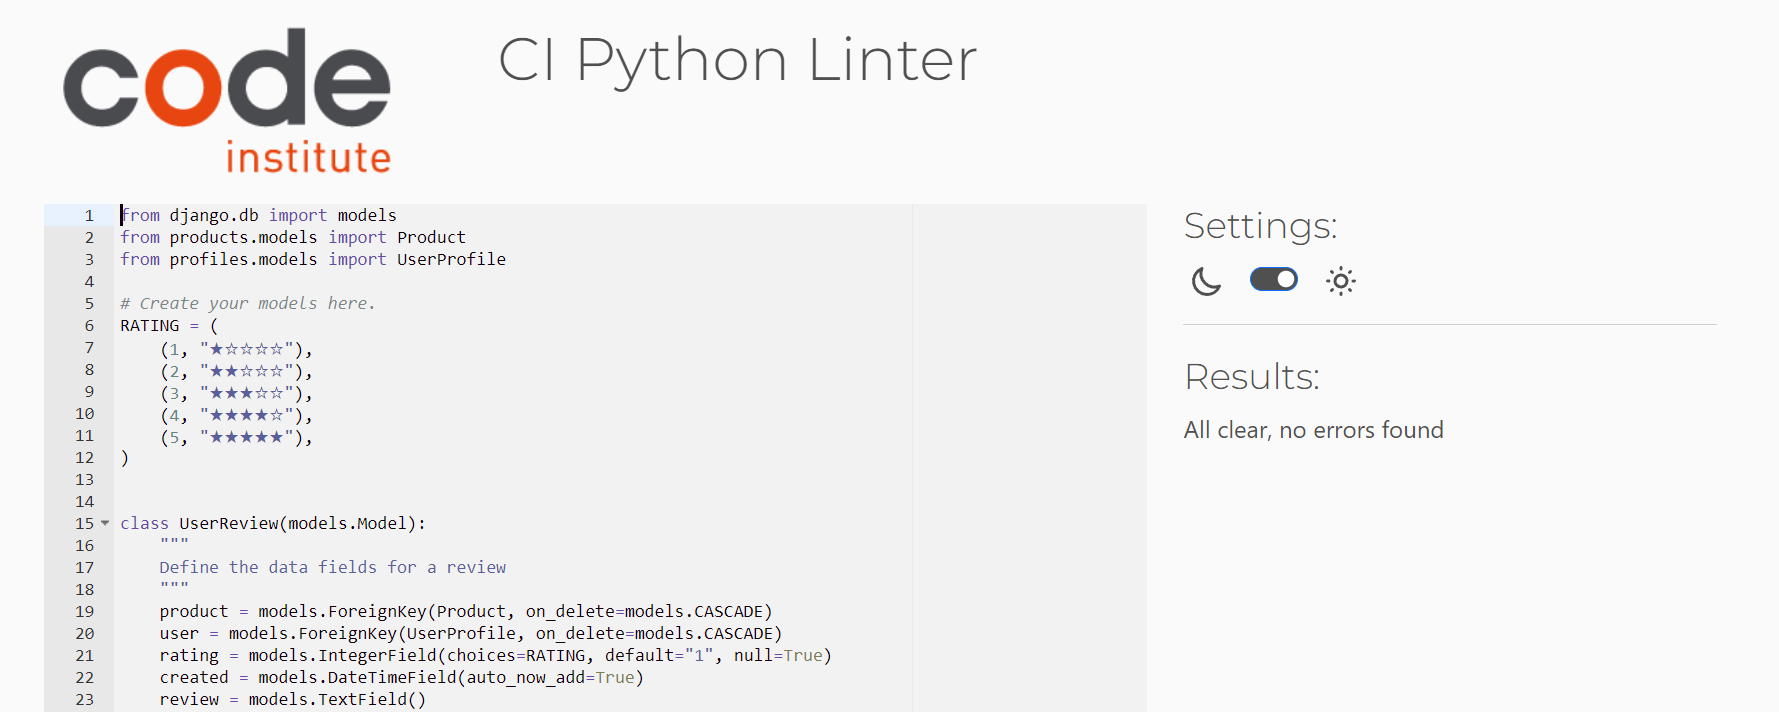 code
institute
CI Python Linter
1 from django.db import models
2 from products.models import Product
3 from profiles.models import UserProfile
4
5 # Create your models here.
6 RATING = (
7     (1, "★☆☆☆☆"),
8     (2, "★★☆☆☆"),
9     (3, "★★★☆☆"),
10     (4, "★★★★☆"),
11     (5, "★★★★★"),
12 )
13
14
15 class UserReview(models.Model):
16     """
17     Define the data fields for a review
18     """
19     product = models.ForeignKey(Product, on_delete=models.CASCADE)
20     user = models.ForeignKey(UserProfile, on_delete=models.CASCADE)
21     rating = models.IntegerField(choices=RATING, default="1", null=True)
22     created = models.DateTimeField(auto_now_add=True)
23     review = models.TextField()
Settings:
Results:
All clear, no errors found